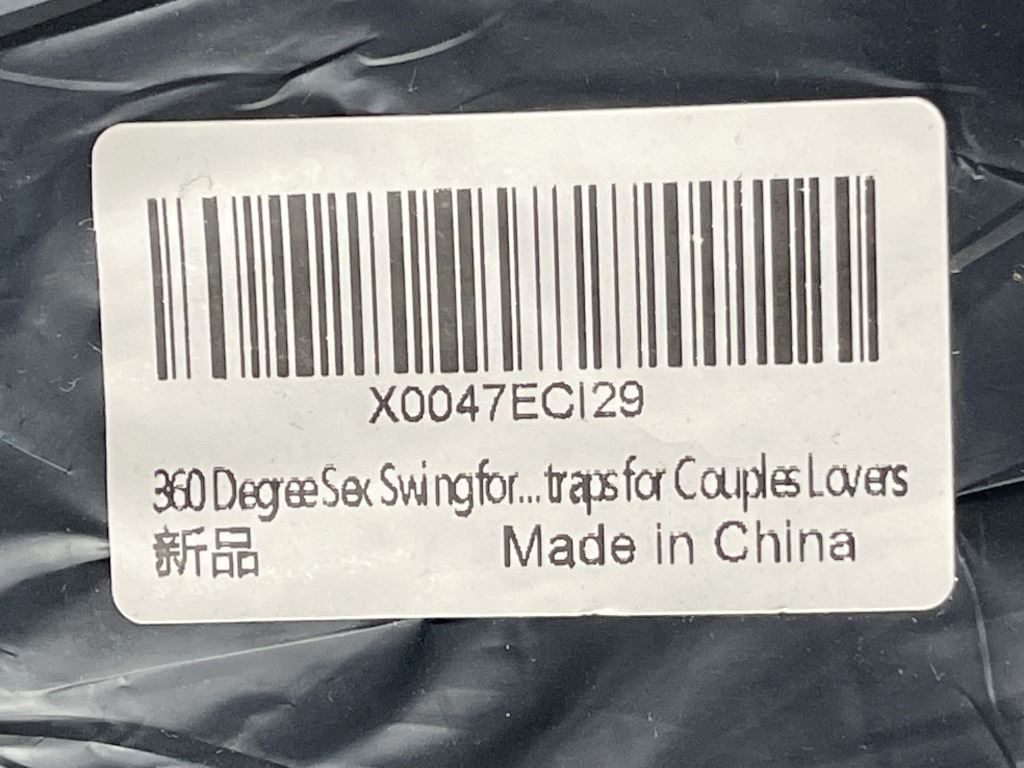 X0047ECI29
360 Degree Sex Swing for...traps for Couples Lovers
新品 Made in China